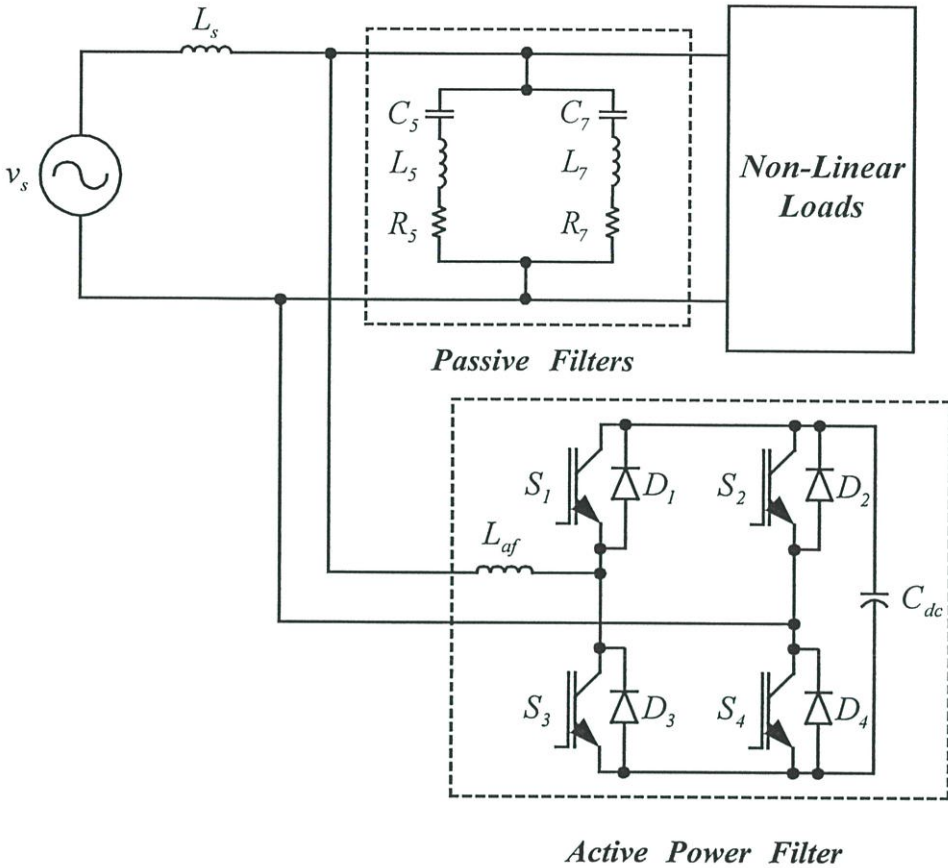 L_s
v_s
C_5 C_7
L_5 L_7
R_5 R_7
Non-Linear
Loads
Passive Filters
S_1 D_1 S_2 D_2
L_af
C_dc
S_3 D_3 S_4 D_4
Active Power Filter